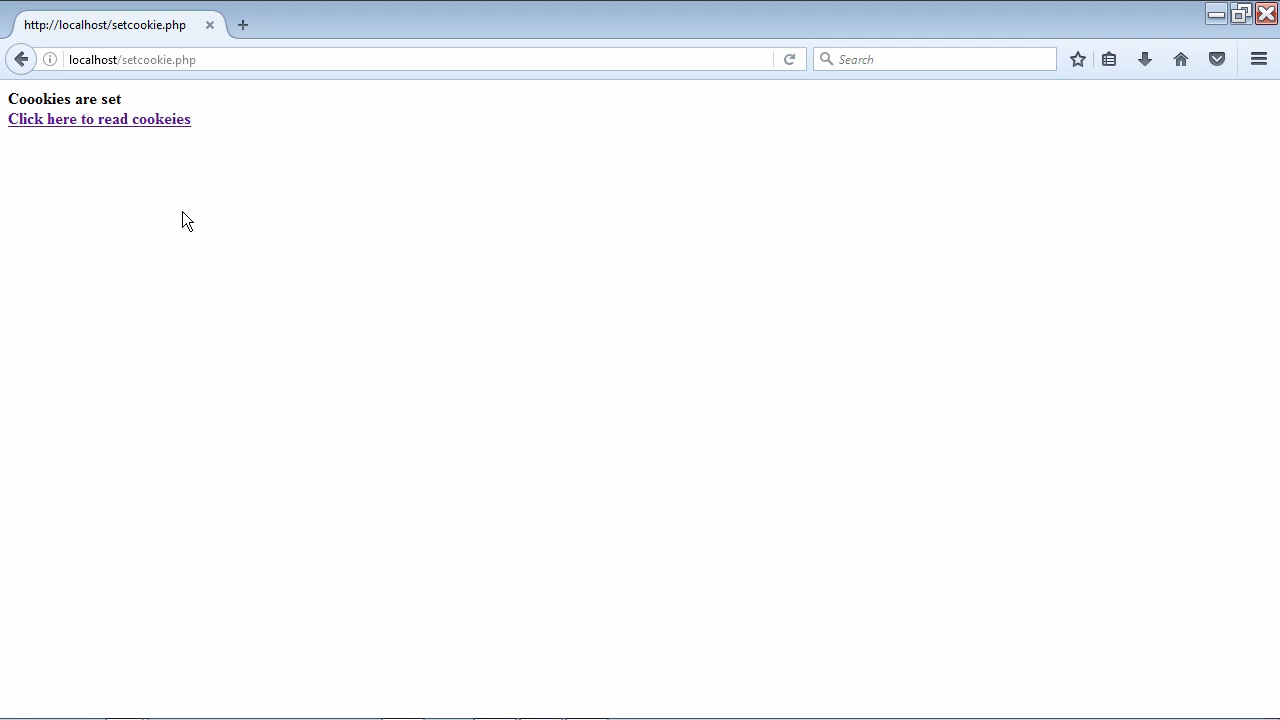 http://localhost/setcookie.php
localhost/setcookie.php
Search
Coookies are set
Click here to read cookeies